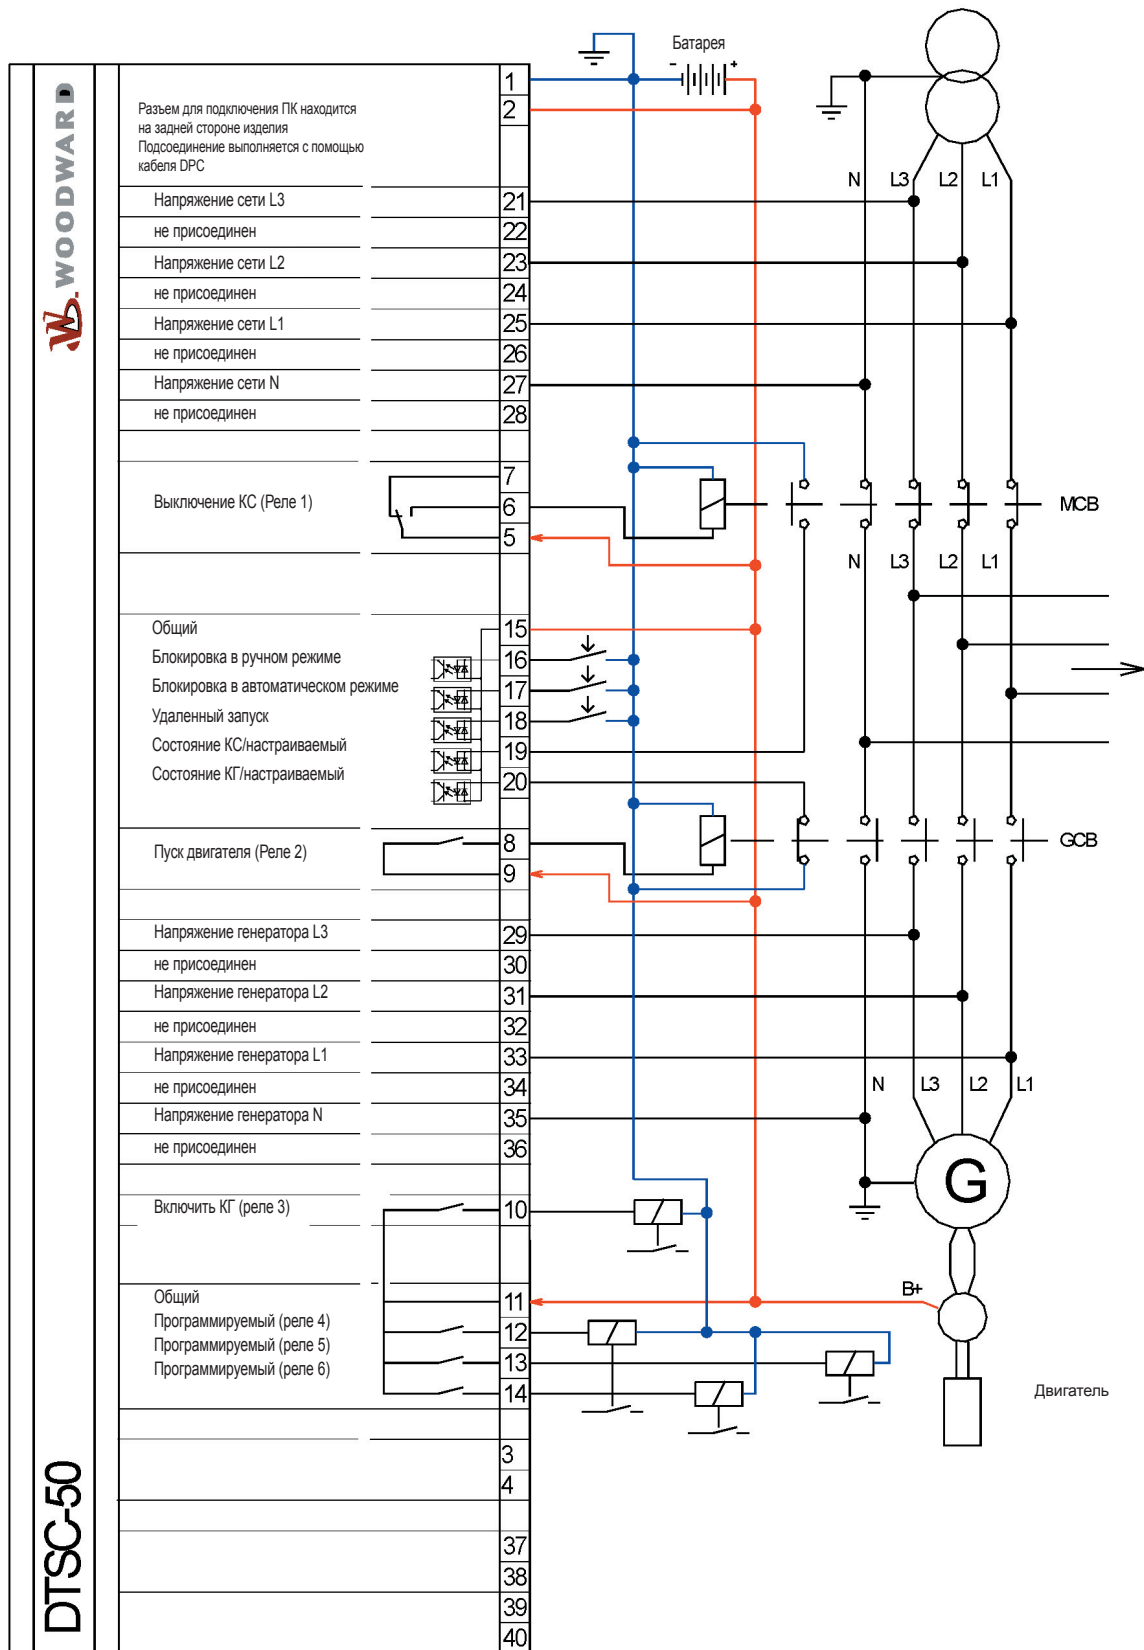 Батарея
- +
WOODWARD
1
Разъем для подключения ПК находится
на задней стороне изделия
Подсоединение выполняется с помощью
кабеля DPC
2
N L3 L2 L1
Напряжение сети L3 21
не присоединен 22
Напряжение сети L2 23
не присоединен 24
Напряжение сети L1 25
не присоединен 26
Напряжение сети N 27
не присоединен 28
7
Выключение КС (Реле 1) 6
5
MCB
N L3 L2 L1
Общий 15
Блокировка в ручном режиме 16
Блокировка в автоматическом режиме 17
Удаленный запуск 18
Состояние КС/настраиваемый 19
Состояние КГ/настраиваемый 20
Пуск двигателя (Реле 2) 8
9
GCB
Напряжение генератора L3 29
не присоединен 30
Напряжение генератора L2 31
не присоединен 32
Напряжение генератора L1 33
не присоединен 34
Напряжение генератора N 35
не присоединен 36
N L3 L2 L1
G
Включить КГ (реле 3) 10
B+
Общий 11
Программируемый (реле 4) 12
Программируемый (реле 5) 13
Программируемый (реле 6) 14
Двигатель
3
4
37
38
39
40
DTSC-50